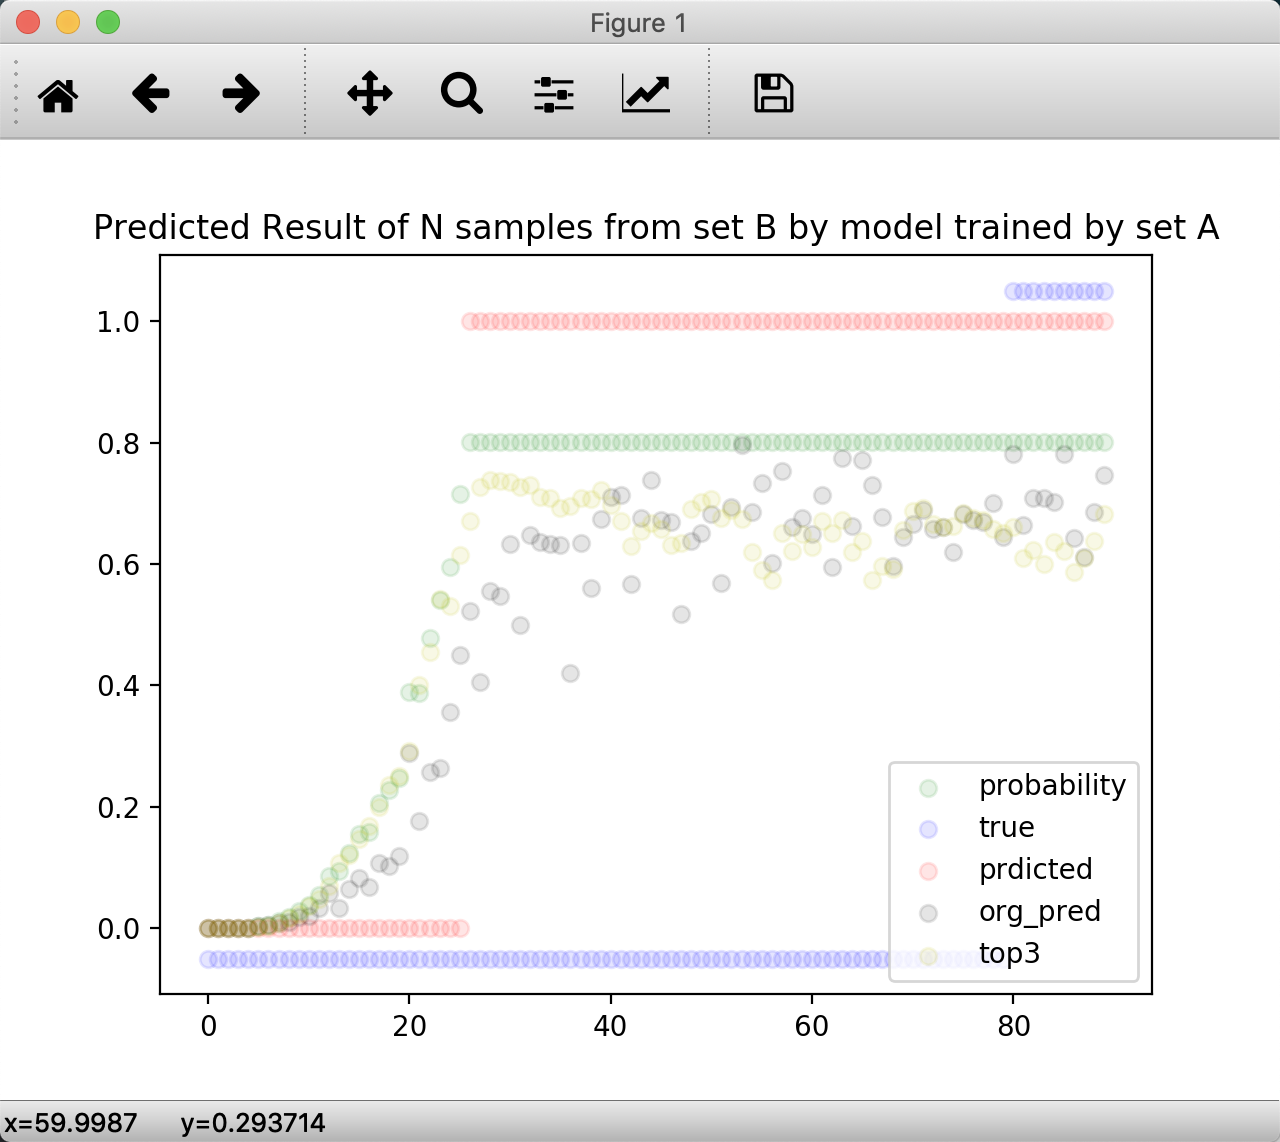 Figure 1
Predicted Result of N samples from set B by model trained by set A
1.0
0.8
0.6
0.4
0.2
0.0
probability
true
prdicted
org_pred
top3
0 20 40 60 80
x=59.9987 y=0.293714